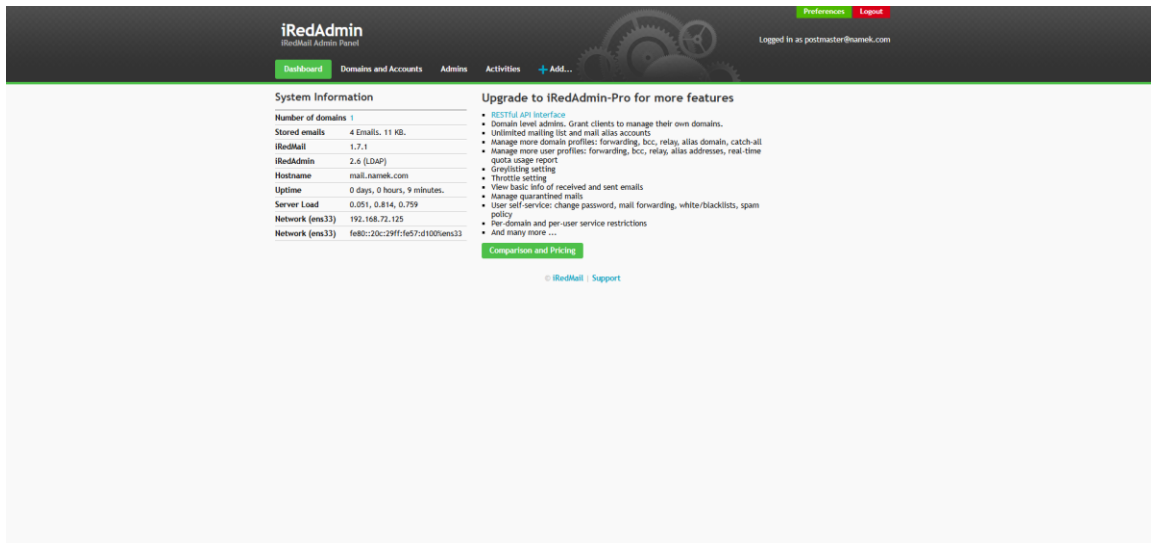 Preferences Logout
iRedAdmin
iRedMail Admin Panel
Logged in as postmaster@namek.com
Dashboard Domains and Accounts Admins Activities + Add...
System Information
Number of domains 1
Stored emails 4 Emails. 11 KB.
iRedMail 1.7.1
iRedAdmin 2.6 (LDAP)
Hostname mail.namek.com
Uptime 0 days, 0 hours, 9 minutes.
Server Load 0.051, 0.814, 0.759
Network (ens33) 192.168.72.125
Network (ens33) fe80::20c:29ff:fe57:d100%ens33
Upgrade to iRedAdmin-Pro for more features
• RESTful API interface
• Domain level admins. Grant clients to manage their own domains.
• Unlimited mailing list and mail alias accounts
• Manage more domain profiles: forwarding, bcc, relay, alias domain, catch-all
• Manage more user profiles: forwarding, bcc, relay, alias addresses, real-time
quota usage report
• Greylisting setting
• Throttle setting
• View basic info of received and sent emails
• Manage quarantined mails
• User self-service: change password, mail forwarding, white/blacklists, spam
policy
• Per-domain and per-user service restrictions
• And many more ...
Comparison and Pricing
© iRedMail | Support